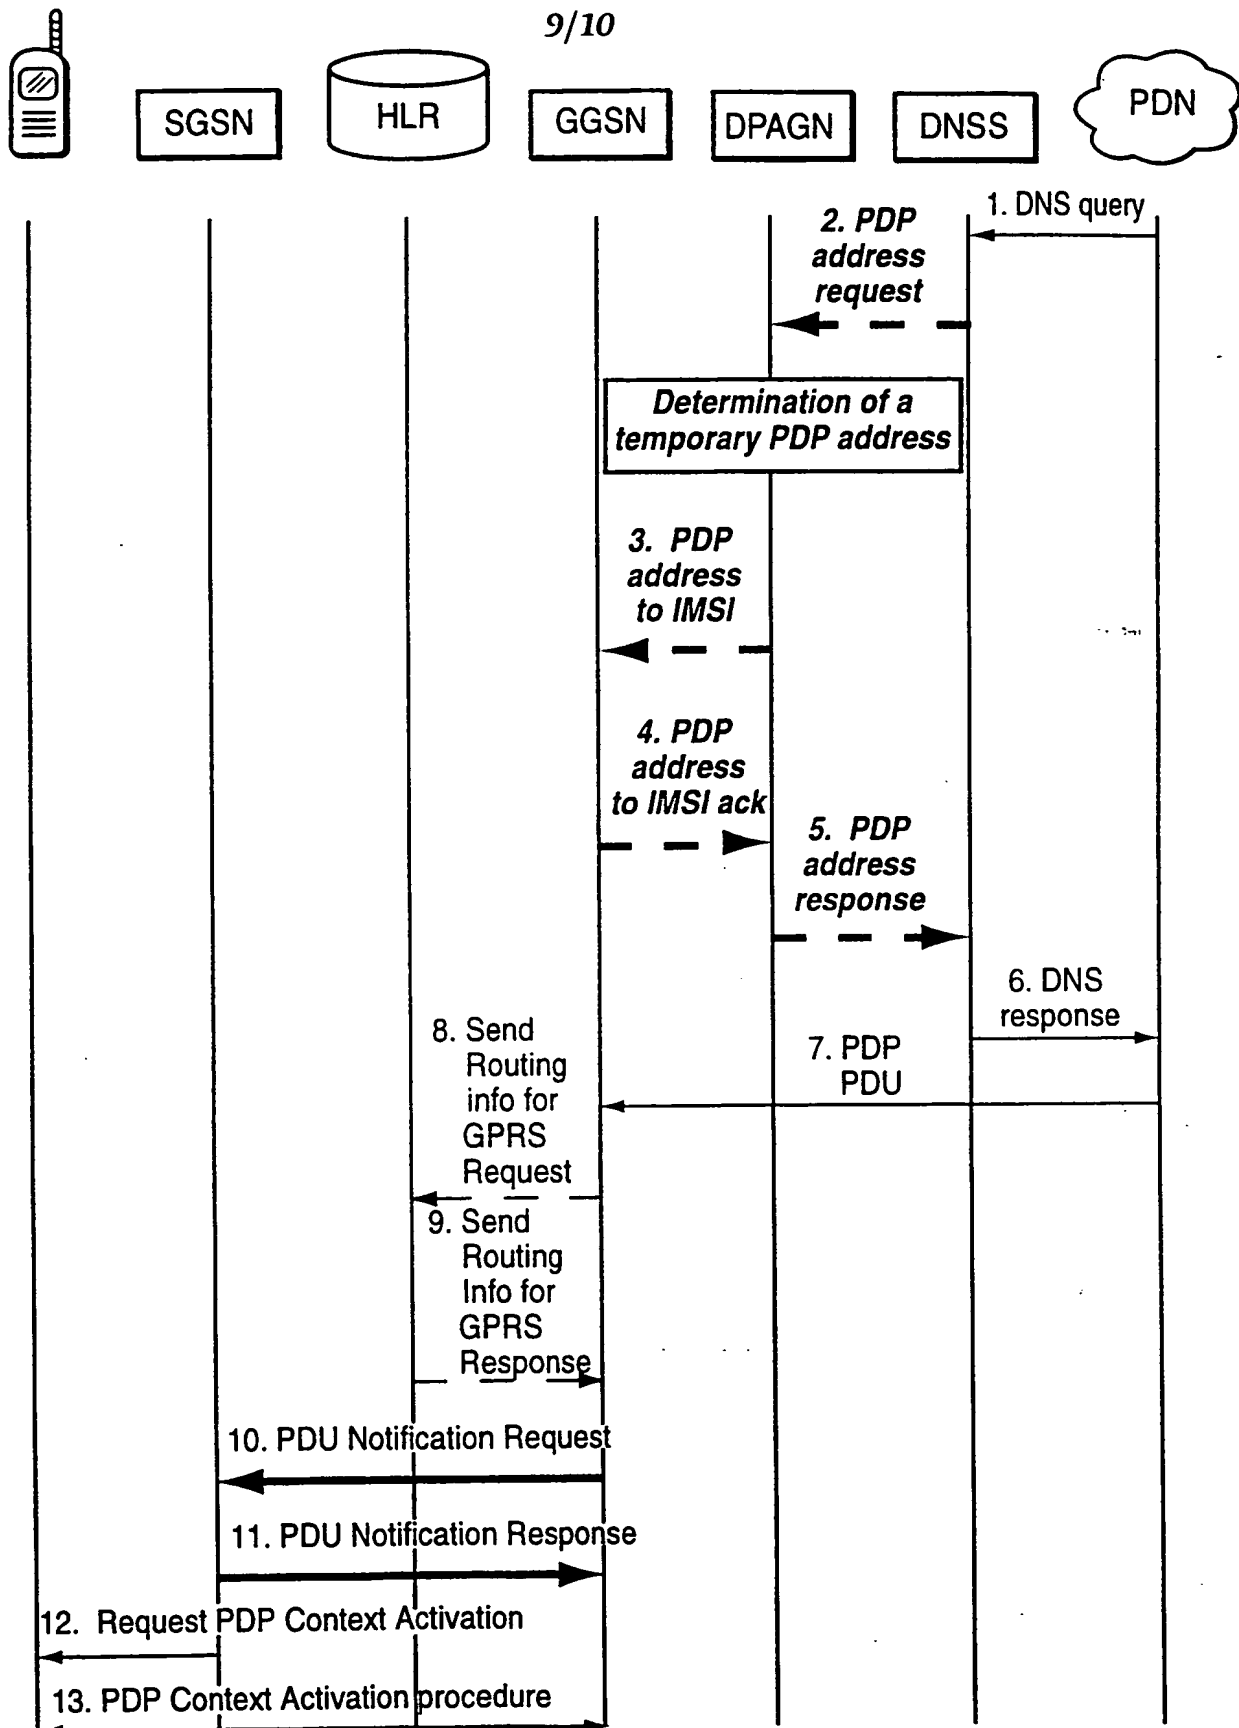 9/10
SGSN
HLR
GGSN
DPAGN
DNSS
PDN
1. DNS query
2. PDP
address
request
Determination of a
temporary PDP address
3. PDP
address
to IMSI
4. PDP
address
to IMSI ack
5. PDP
address
response
6. DNS
response
7. PDP
PDU
8. Send
Routing
info for
GPRS
Request
9. Send
Routing
Info for
GPRS
Response
10. PDU Notification Request
11. PDU Notification Response
12. Request PDP Context Activation
13. PDP Context Activation procedure